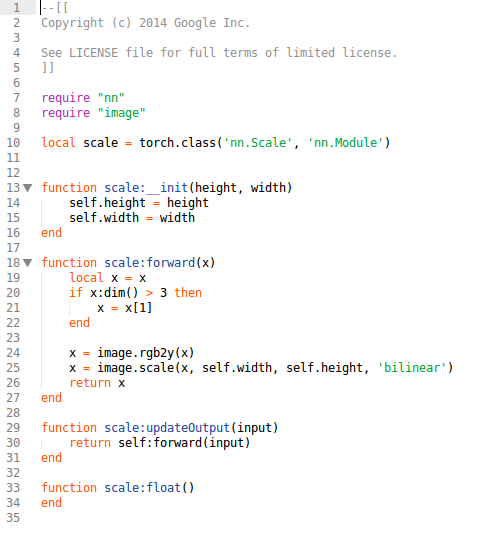 1 --[[
2 Copyright (c) 2014 Google Inc.
3
4 See LICENSE file for full terms of limited license.
5 ]]
6
7 require "nn"
8 require "image"
9
10 local scale = torch.class('nn.Scale', 'nn.Module')
11
12
13 function scale:__init(height, width)
14     self.height = height
15     self.width = width
16 end
17
18 function scale:forward(x)
19     local x = x
20     if x:dim() > 3 then
21         x = x[1]
22     end
23
24     x = image.rgb2y(x)
25     x = image.scale(x, self.width, self.height, 'bilinear')
26     return x
27 end
28
29 function scale:updateOutput(input)
30     return self:forward(input)
31 end
32
33 function scale:float()
34 end
35